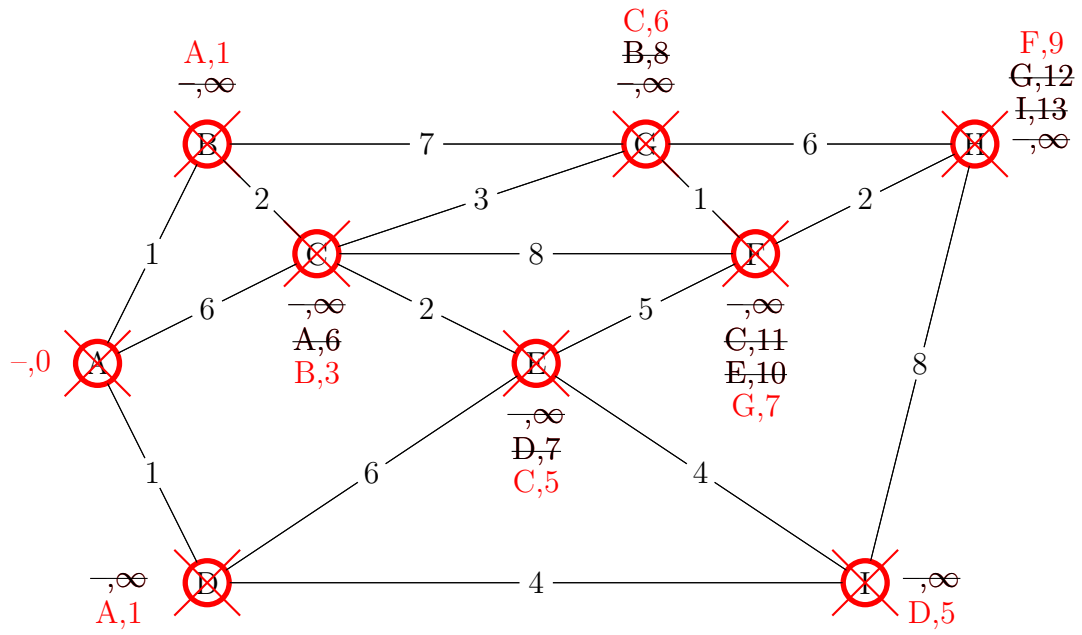 C,6
F,9
A,1
B,8
G,12
–,∞
–,∞
I,13
–,∞
B
7
G
6
H
2
3
1
2
1
C
8
F
6
–,∞
2
5
–,∞
A,6
C,11
–,0
A
B,3
E
E,10
8
–,∞
G,7
D,7
1
6
C,5
4
–,∞
D
4
I
–,∞
A,1
D,5